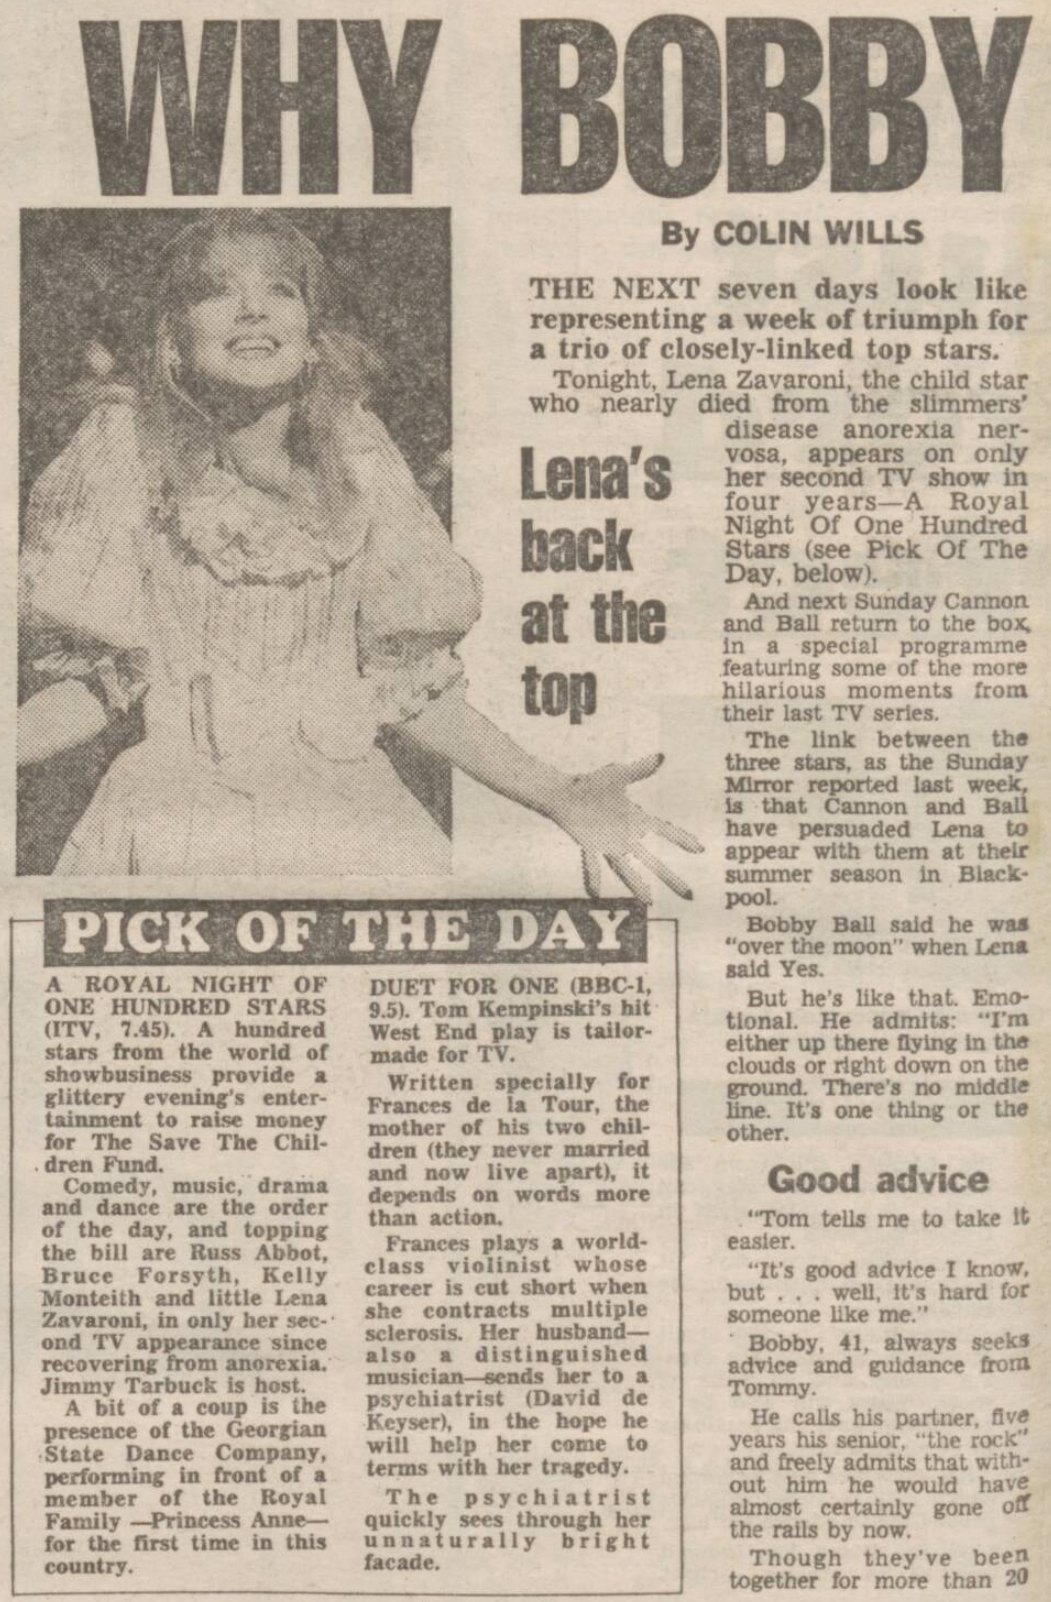 WHY BOBBY
By COLIN WILLS
THE NEXT seven days look like
representing a week of triumph for
a trio of closely-linked top stars.
Tonight, Lena Zavaroni, the child star
who nearly died from the slimmers'
disease anorexia ner-
vosa, appears on only
her second TV show in
four years—A Royal
Night Of One Hundred
Stars (see Pick Of The
Day, below).
And next Sunday Cannon
and Ball return to the box,
in a special programme
featuring some of the more
hilarious moments from
their last TV series.
The link between the
three stars, as the Sunday
Mirror reported last week,
is that Cannon and Ball
have persuaded Lena to
appear with them at their
summer season in Black-
pool.
Bobby Ball said he was
"over the moon" when Lena
said Yes.
But he's like that. Emo-
tional. He admits: "I'm
either up there flying in the
clouds or right down on the
ground. There's no middle
line. It's one thing or the
other.
Good advice
"Tom tells me to take it
easier.
"It's good advice I know,
but . . . well, it's hard for
someone like me."
Bobby, 41, always seeks
advice and guidance from
Tommy.
He calls his partner, five
years his senior, "the rock"
and freely admits that with-
out him he would have
almost certainly gone off
the rails by now.
Though they've been
together for more than 20
Lena's
back
at the
top
PICK OF THE DAY
A ROYAL NIGHT OF
ONE HUNDRED STARS
(ITV, 7.45). A hundred
stars from the world of
showbusiness provide a
glittery evening's enter-
tainment to raise money
for The Save The Chil-
dren Fund.
Comedy, music, drama
and dance are the order
of the day, and topping
the bill are Russ Abbot,
Bruce Forsyth, Kelly
Monteith and little Lena
Zavaroni, in only her sec-
ond TV appearance since
recovering from anorexia.
Jimmy Tarbuck is host.
A bit of a coup is the
presence of the Georgian
State Dance Company,
performing in front of a
member of the Royal
Family —Princess Anne—
for the first time in this
country.
DUET FOR ONE (BBC-1,
9.5). Tom Kempinski's hit
West End play is tailor-
made for TV.
Written specially for
Frances de la Tour, the
mother of his two chil-
dren (they never married
and now live apart), it
depends on words more
than action.
Frances plays a world-
class violinist whose
career is cut short when
she contracts multiple
sclerosis. Her husband—
also a distinguished
musician—sends her to a
psychiatrist (David de
Keyser), in the hope he
will help her come to
terms with her tragedy.
The psychiatrist
quickly sees through her
unnaturally bright
facade.